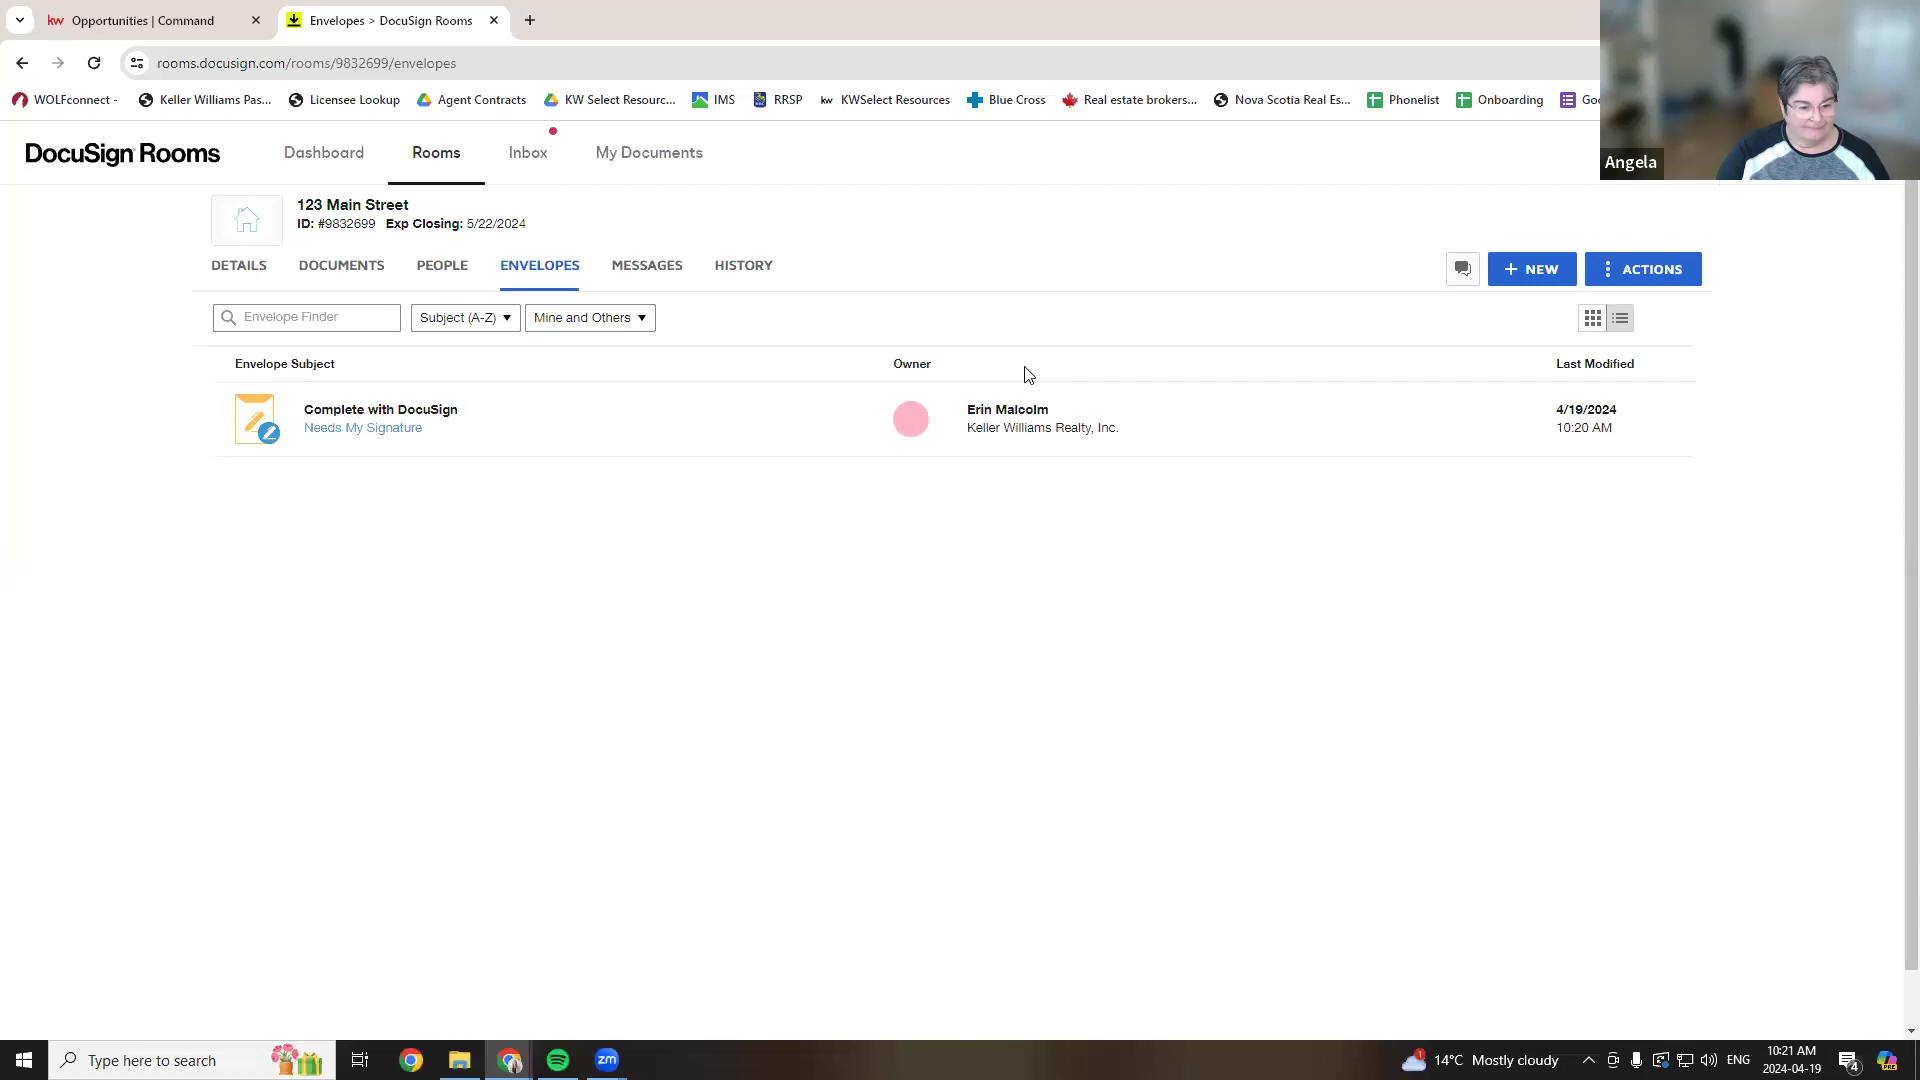 Opportunities | Command
Envelopes > DocuSign Rooms
rooms.docusign.com/rooms/9832699/envelopes
WOLFconnect -
Keller Williams Pas...
Licensee Lookup
Agent Contracts
KW Select Resourc...
IMS
RRSP
KWSelect Resources
Blue Cross
Real estate brokers...
Nova Scotia Real Es...
Phonelist
Onboarding
Angela
DocuSign Rooms
Dashboard
Rooms
Inbox
My Documents
123 Main Street
ID: #9832699 Exp Closing: 5/22/2024
DETAILS
DOCUMENTS
PEOPLE
ENVELOPES
MESSAGES
HISTORY
+ NEW
ACTIONS
Envelope Finder
Subject (A-Z)
Mine and Others
Envelope Subject
Owner
Last Modified
Complete with DocuSign
Needs My Signature
Erin Malcolm
Keller Williams Realty, Inc.
4/19/2024
10:20 AM
Type here to search
zm
1
14°C Mostly cloudy
ENG
10:21 AM
2024-04-19
4